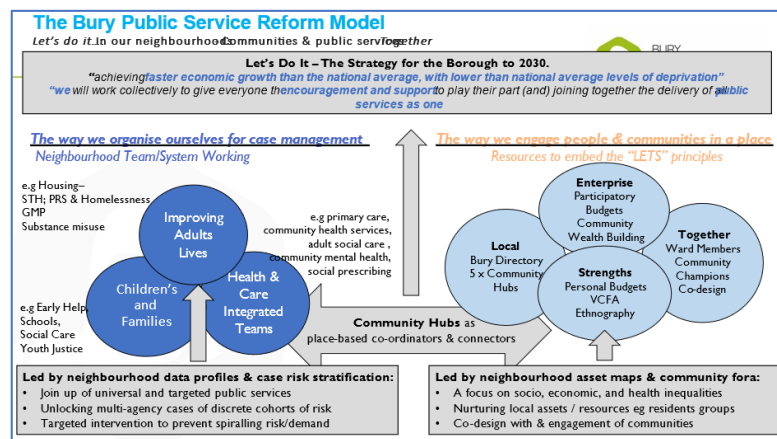 The Bury Public Service Reform Model
Let's do it...In our neighbourhoods Communities & public services Together
BURY
Let's Do It – The Strategy for the Borough to 2030.
"achieving faster economic growth than the national average, with lower than national average levels of deprivation"
"we will work collectively to give everyone the encouragement and support to play their part (and) joining together the delivery of all public
services as one
The way we organise ourselves for case management
Neighbourhood Team/System Working
The way we engage people & communities in a place
Resources to embed the "LETS" principles
e.g Housing–
STH; PRS & Homelessness
GMP
Substance misuse
Improving
Adults
Lives
Children's
and
Families
Health &
Care
Integrated
Teams
e.g Early Help,
Schools,
Social Care
Youth Justice
e.g primary care,
community health services,
adult social care ,
community mental health,
social prescribing
Enterprise
Participatory
Budgets
Community
Wealth Building
Local
Bury Directory
5 x Community
Hubs
Together
Ward Members
Community
Champions
Co-design
Strengths
Personal Budgets
VCFA
Ethnography
Community Hubs as
place-based co-ordinators & connectors
Led by neighbourhood data profiles & case risk stratification:
• Join up of universal and targeted public services
• Unlocking multi-agency cases of discrete cohorts of risk
• Targeted intervention to prevent spiralling risk/demand
Led by neighbourhood asset maps & community fora:
• A focus on socio, economic, and health inequalities
• Nurturing local assets / resources eg residents groups
• Co-design with & engagement of communities